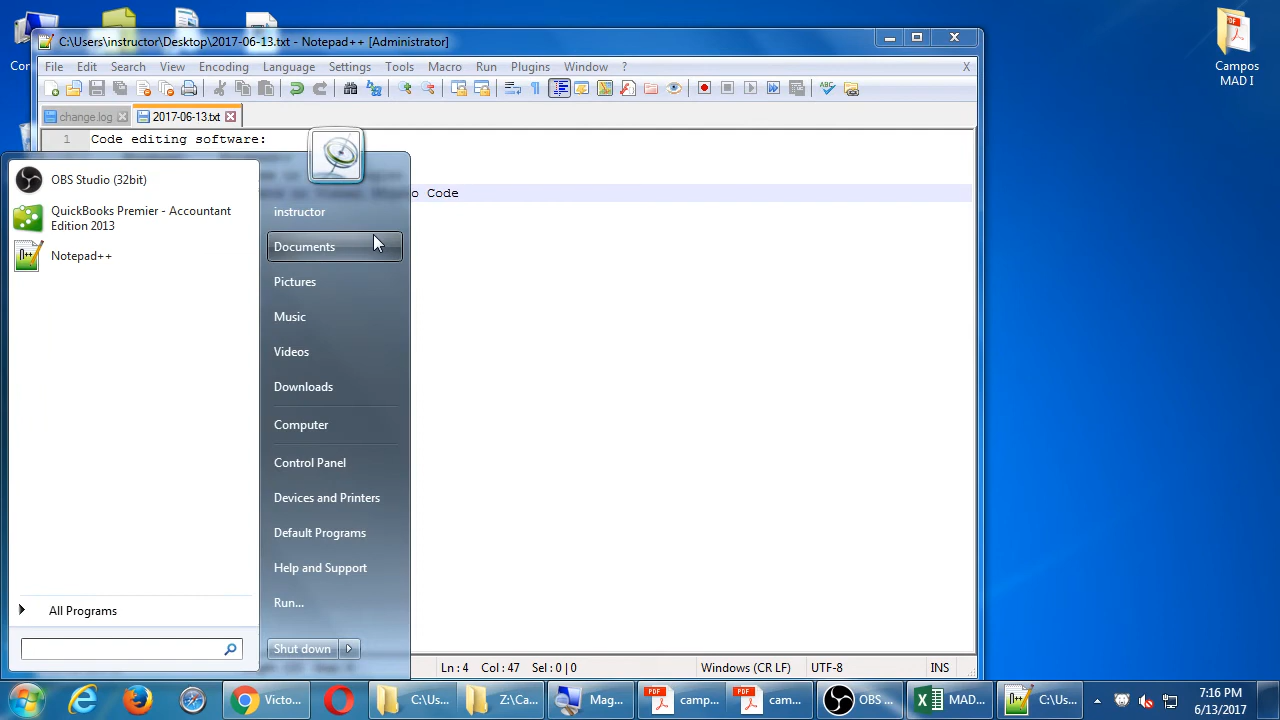 C:\Users\instructor\Desktop\2017-06-13.txt - Notepad++ [Administrator]
Campos
MAD I
File Edit Search View Encoding Language Settings Tools Macro Run Plugins Window ? X
change.log 2017-06-13.txt
1 Code editing software:
o Code
OBS Studio (32bit)
QuickBooks Premier - Accountant
Edition 2013
Notepad++
All Programs
instructor
Documents
Pictures
Music
Videos
Downloads
Computer
Control Panel
Devices and Printers
Default Programs
Help and Support
Run...
Shut down
Ln : 4 Col : 47 Sel : 0 | 0 Windows (CR LF) UTF-8 INS
Victo... C:\Us... Z:\Ca... Mag... camp... cam... OBS ... MAD... C:\Us...
7:16 PM
6/13/2017